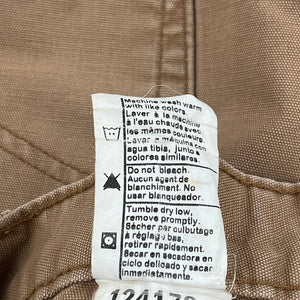 Machine wash warm
with like colors.
Laver à la machine
à l'eau chaude avec
les mêmes couleurs.
Lavar a máquina con
agua tibia, junto a
colores similares.
Do not bleach.
Aucun agent de
blanchiment. No
usar blanqueador.
Tumble dry low,
remove promptly.
Sécher par culbutage
à réglage bas,
retirer rapidement.
Secar en secadora en
ciclo delicado y sacar
inmediatamente.